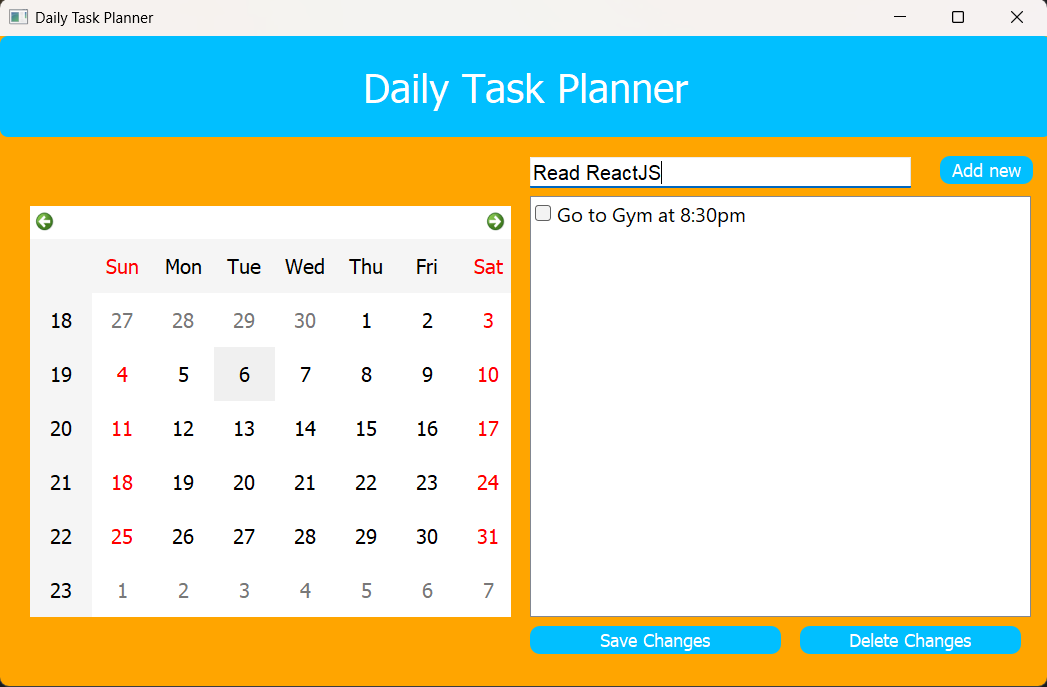 Daily Task Planner
Daily Task Planner
Read ReactJS
Add new
Go to Gym at 8:30pm
Sun Mon Tue Wed Thu Fri Sat
18 27 28 29 30 1 2 3
19 4 5 6 7 8 9 10
20 11 12 13 14 15 16 17
21 18 19 20 21 22 23 24
22 25 26 27 28 29 30 31
23 1 2 3 4 5 6 7
Save Changes
Delete Changes